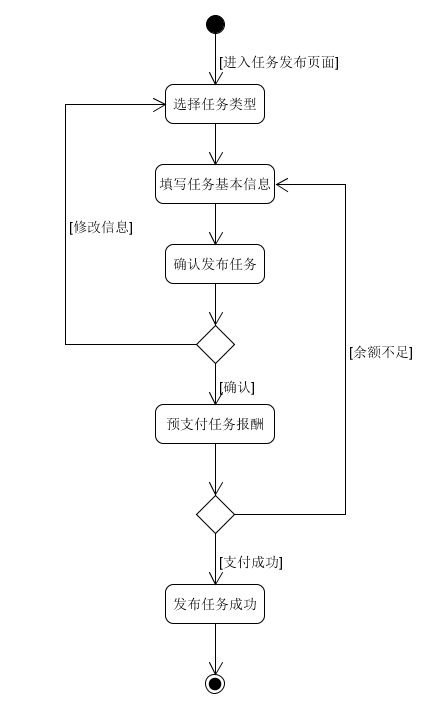 [进入任务发布页面]
选择任务类型
填写任务基本信息
[修改信息]
确认发布任务
[余额不足]
[确认]
预支付任务报酬
[支付成功]
发布任务成功